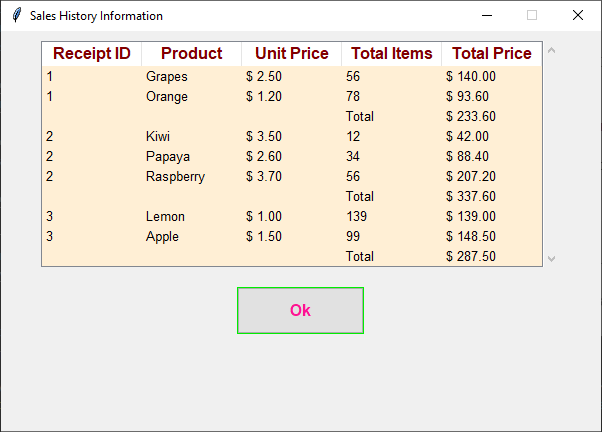 Sales History Information
Receipt ID Product Unit Price Total Items Total Price
1 Grapes $ 2.50 56 $ 140.00
1 Orange $ 1.20 78 $ 93.60
Total $ 233.60
2 Kiwi $ 3.50 12 $ 42.00
2 Papaya $ 2.60 34 $ 88.40
2 Raspberry $ 3.70 56 $ 207.20
Total $ 337.60
3 Lemon $ 1.00 139 $ 139.00
3 Apple $ 1.50 99 $ 148.50
Total $ 287.50
Ok